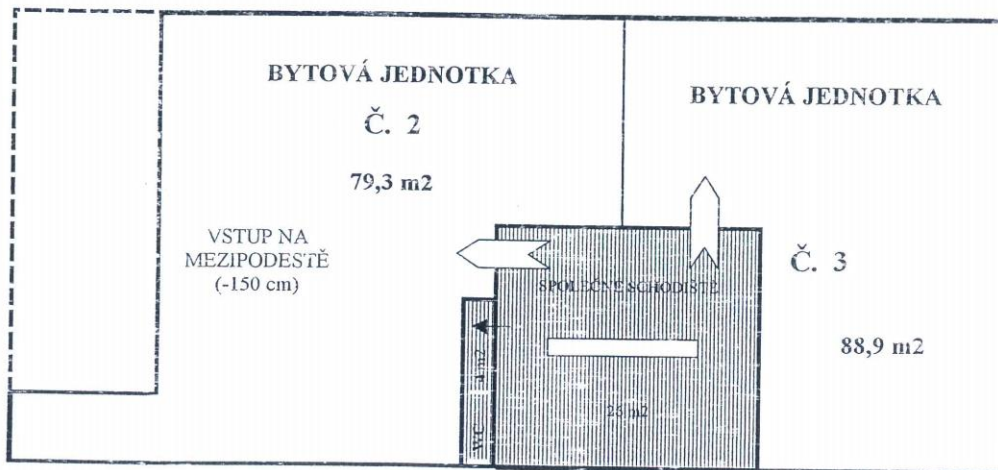 BYTOVÁ JEDNOTKA
Č. 2
79,3 m2
VSTUP NA
MEZIPODESTĚ
(-150 cm)
BYTOVÁ JEDNOTKA
Č. 3
88,9 m2
SPOLEČNÉ SCHODIŠTĚ
WC
m2